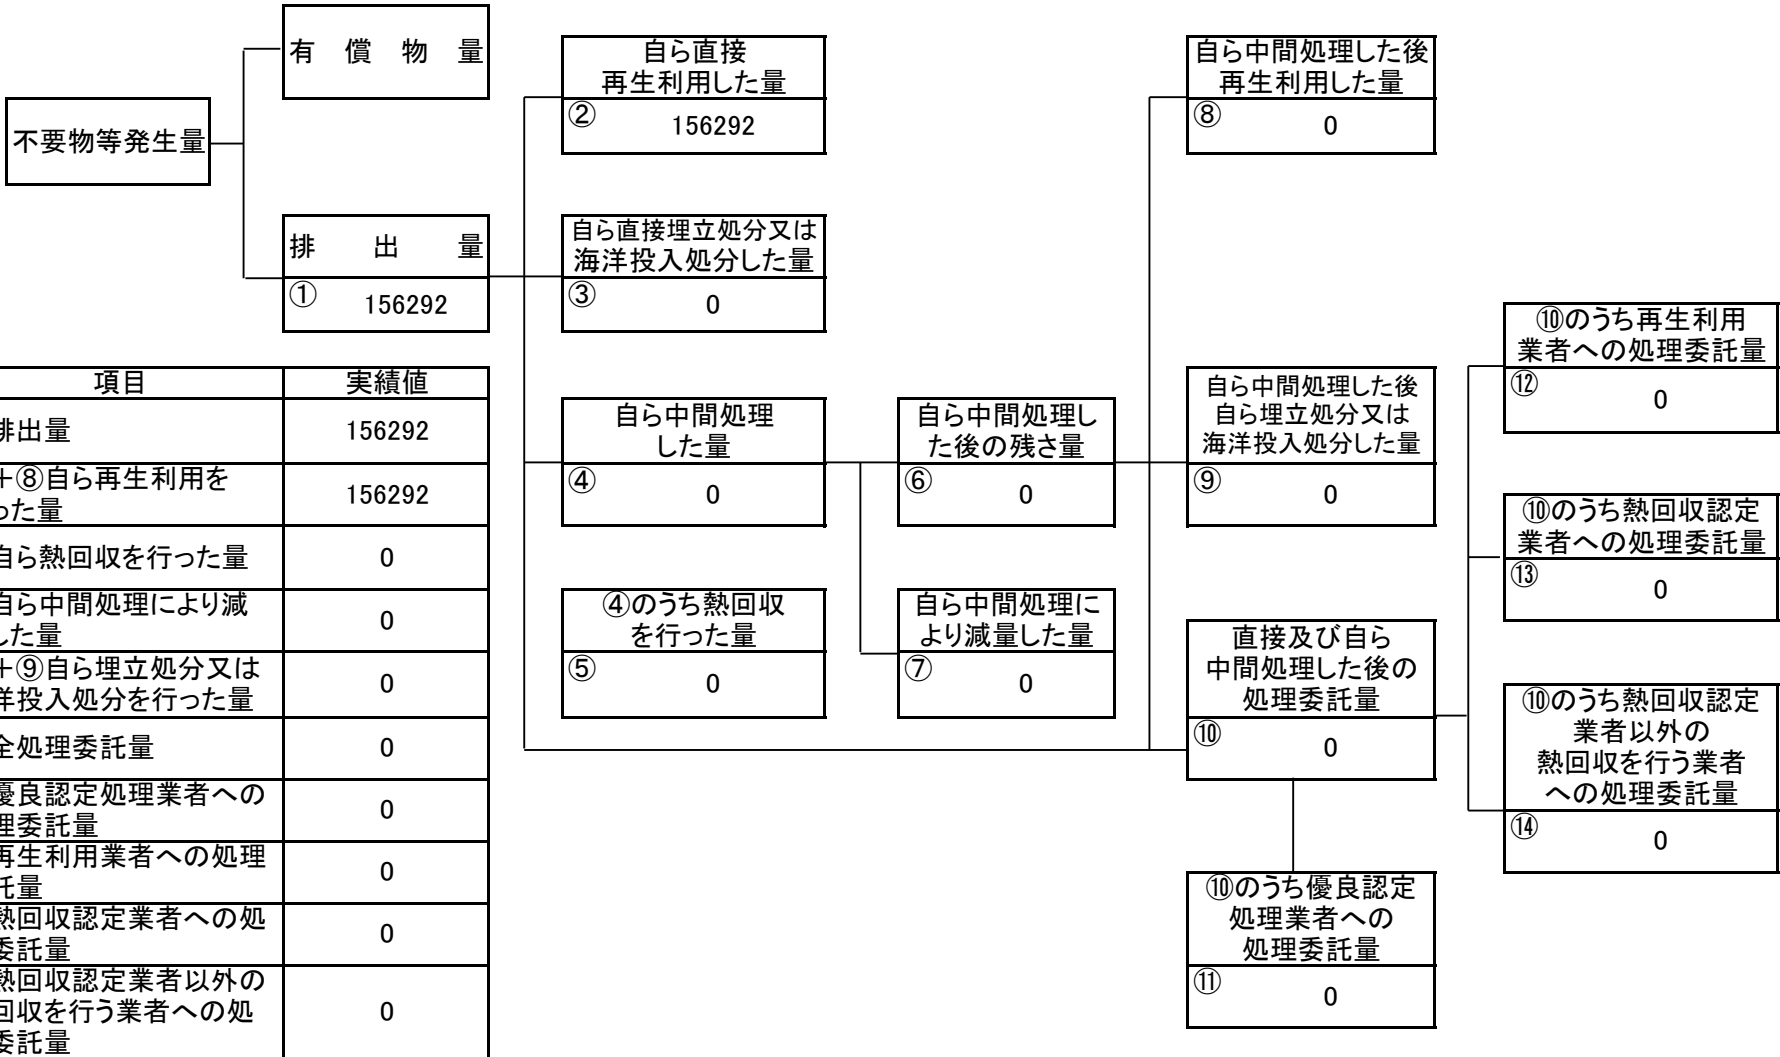 有償物量
不要物等発生量
排出量
①
156292
自ら直接
再生利用した量
②
156292
自ら直接埋立処分又は
海洋投入処分した量
③
0
自ら中間処理
した量
④
0
④のうち熱回収
を行った量
⑤
0
自ら中間処理し
た後の残さ量
⑥
0
自ら中間処理に
より減量した量
⑦
0
自ら中間処理した後
再生利用した量
⑧
0
自ら中間処理した後
自ら埋立処分又は
海洋投入処分した量
⑨
0
直接及び自ら
中間処理した後の
処理委託量
⑩
0
⑩のうち優良認定
処理業者への
処理委託量
⑪
0
⑩のうち再生利用
業者への処理委託量
⑫
0
⑩のうち熱回収認定
業者への処理委託量
⑬
0
⑩のうち熱回収認定
業者以外の
熱回収を行う業者
への処理委託量
⑭
0
項目 実績値
排出量 156292
+⑧自ら再生利用を
った量 156292
自ら熱回収を行った量 0
自ら中間処理により減
した量 0
+⑨自ら埋立処分又は
洋投入処分を行った量 0
全処理委託量 0
優良認定処理業者への
理委託量 0
再生利用業者への処理
託量 0
熱回収認定業者への処
委託量 0
熱回収認定業者以外の
回収を行う業者への処
委託量 0